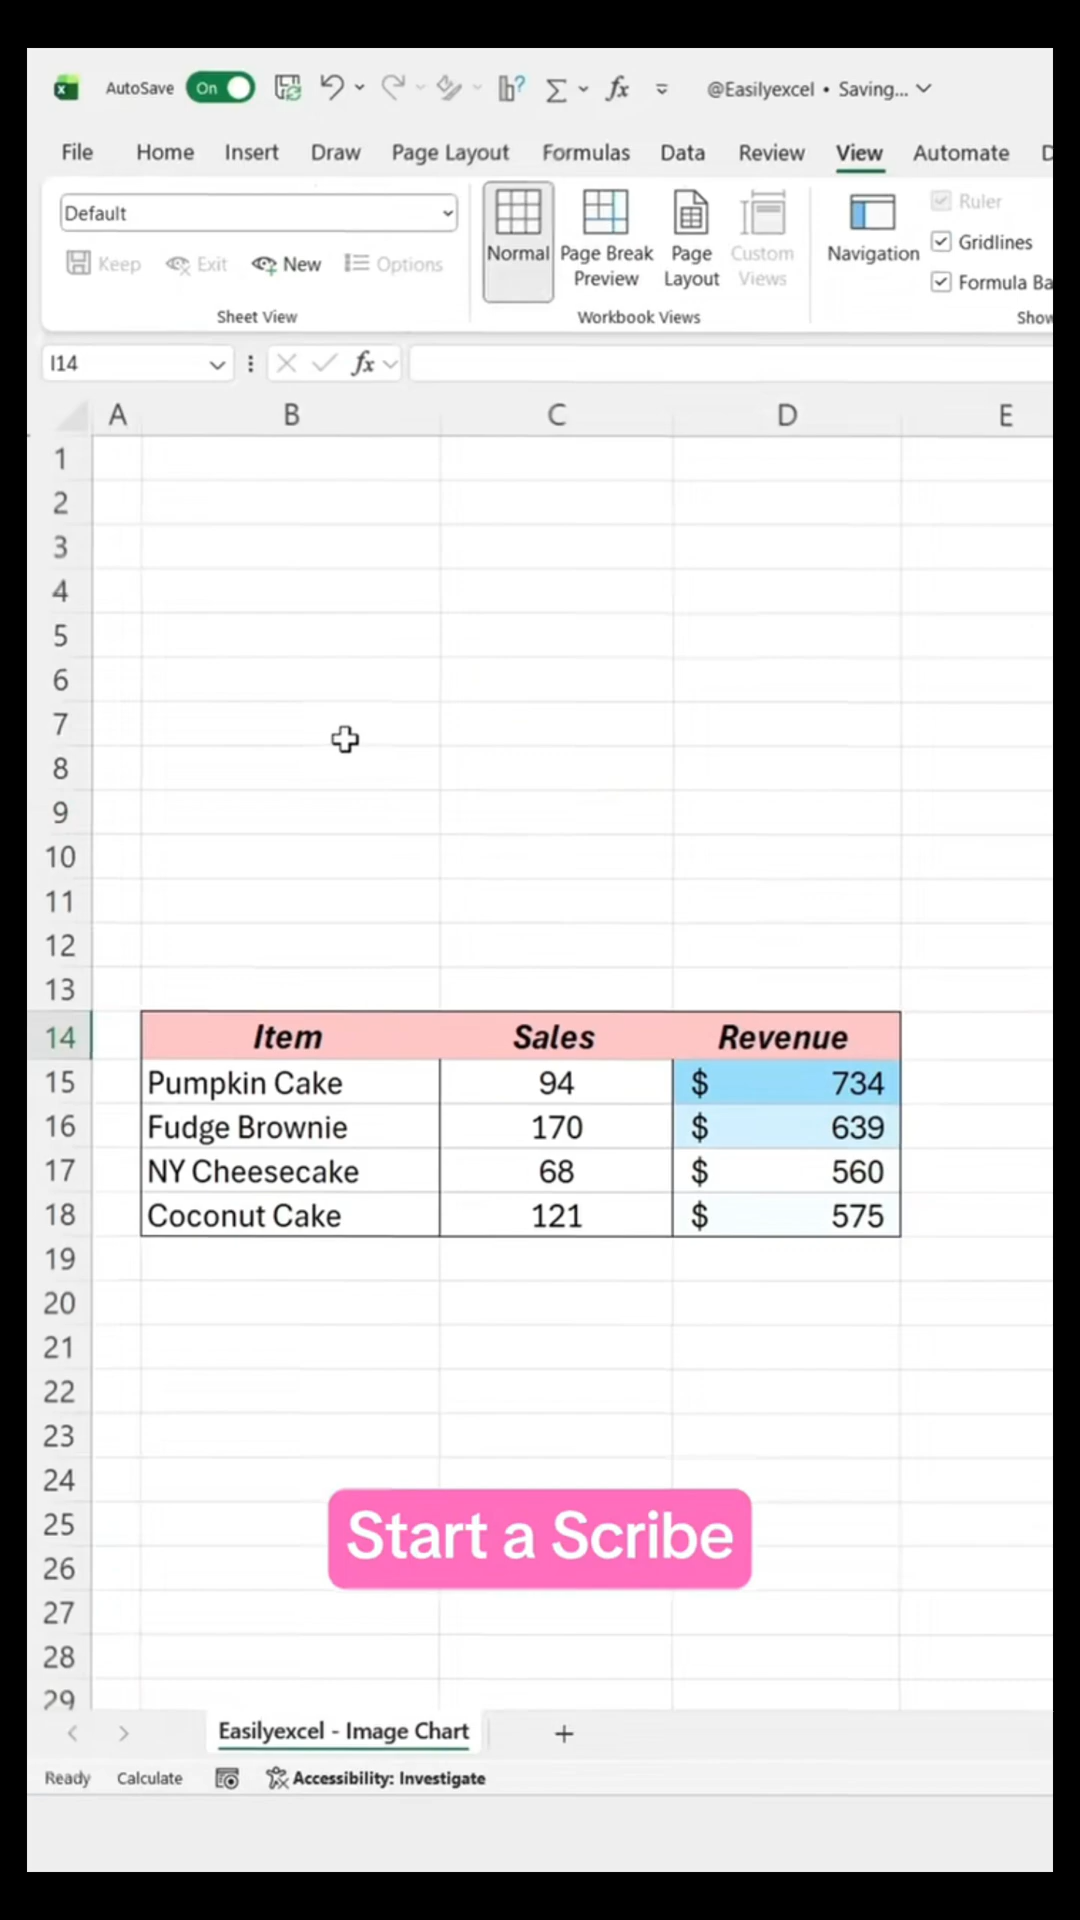 AutoSave On @Easilyexcel • Saving...
File Home Insert Draw Page Layout Formulas Data Review View Automate
Default
Normal Page Break Preview Page Layout Custom Views Navigation
Ruler
Gridlines
Formula Ba
Keep Exit New Options
Sheet View Workbook Views Show
I14 fx
A B C D E
1
2
3
4
5
6
7
8
9
10
11
12
13
14 Item Sales Revenue
15 Pumpkin Cake 94 $ 734
16 Fudge Brownie 170 $ 639
17 NY Cheesecake 68 $ 560
18 Coconut Cake 121 $ 575
19
20
21
22
23
24
25
Start a Scribe
26
27
28
29
Easilyexcel - Image Chart
Ready Calculate Accessibility: Investigate